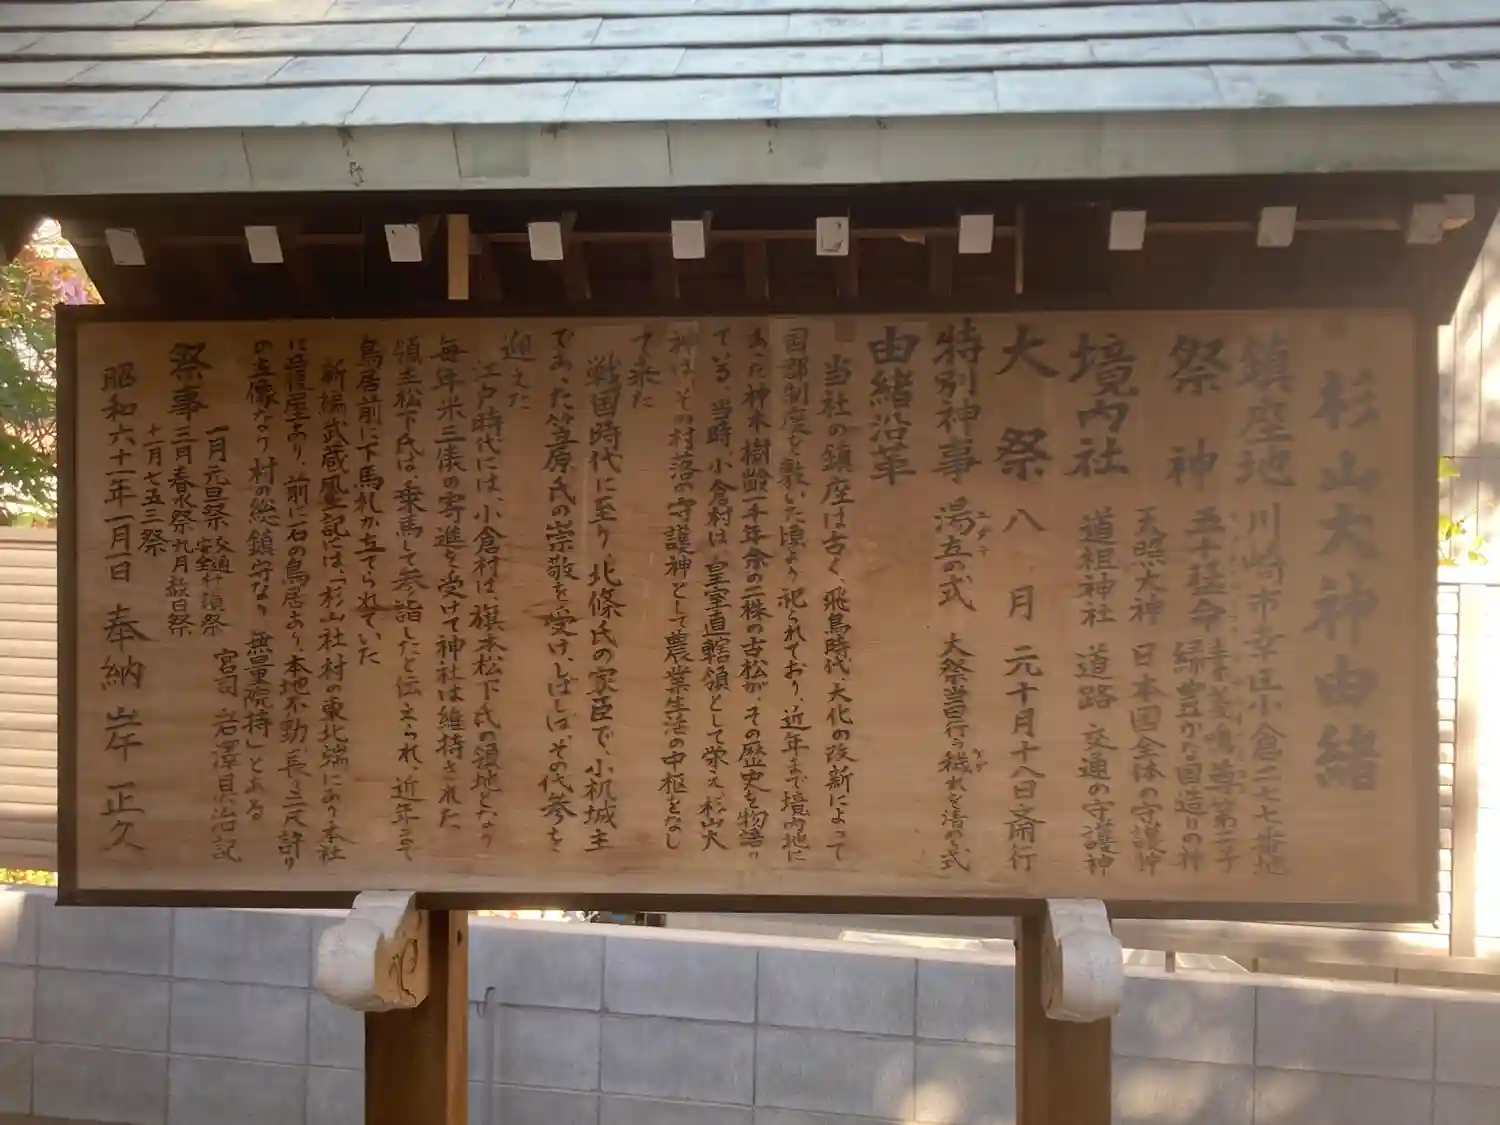 杉山大神由緒
鎮座地 川崎市幸区小倉二七七番地
祭神 五十猛命 素菱鳴尊第二子
緑豊かな国造りの神
天照大神 日本国全体の守護神
境内社 道祖神社 道路交通の守護神
大祭 八月 元十月十八日斎行
特別神事 湯立の式 大祭当日行う穢れを清める式
由緒沿革
当社の鎮座は古く、飛鳥時代大化の改新によって
国郡制度を敷いた頃より祀られており、近年まで境内地に
あった神木樹齢一千年余の二株の古松が、その歴史を物語っ
ている 当時、小倉村は、皇室直轄領として栄え、杉山大
神は、その村落の守護神として農業生活の中枢をなし
て来た
戦国時代に至り、北條氏の家臣で、小机城主
であった笠原氏の崇敬を受け、しばしば、その代参を
迎えた
江戸時代には、小倉村は、旗本松下氏の領地となり
毎年米三俵の寄進を受けて神社は維持された
領主松下氏は、乗馬して参詣したと伝えられ、近年まで
鳥居前に下馬札が立てられていた
新編武蔵風土記には、「杉山社村の東北端にあり本社
に 屋あり、前に石の鳥居あり、本地不動、長さ二尺許り
の立像なり 村の総鎮守なり 無量院持」とある
祭事 一月 元旦祭 交通安全祈願祭
二月 春水祭 九月 祭
十一月 七五三祭
宮司 岩澤 治記
昭和六十一年一月一日 奉納 岸 正久